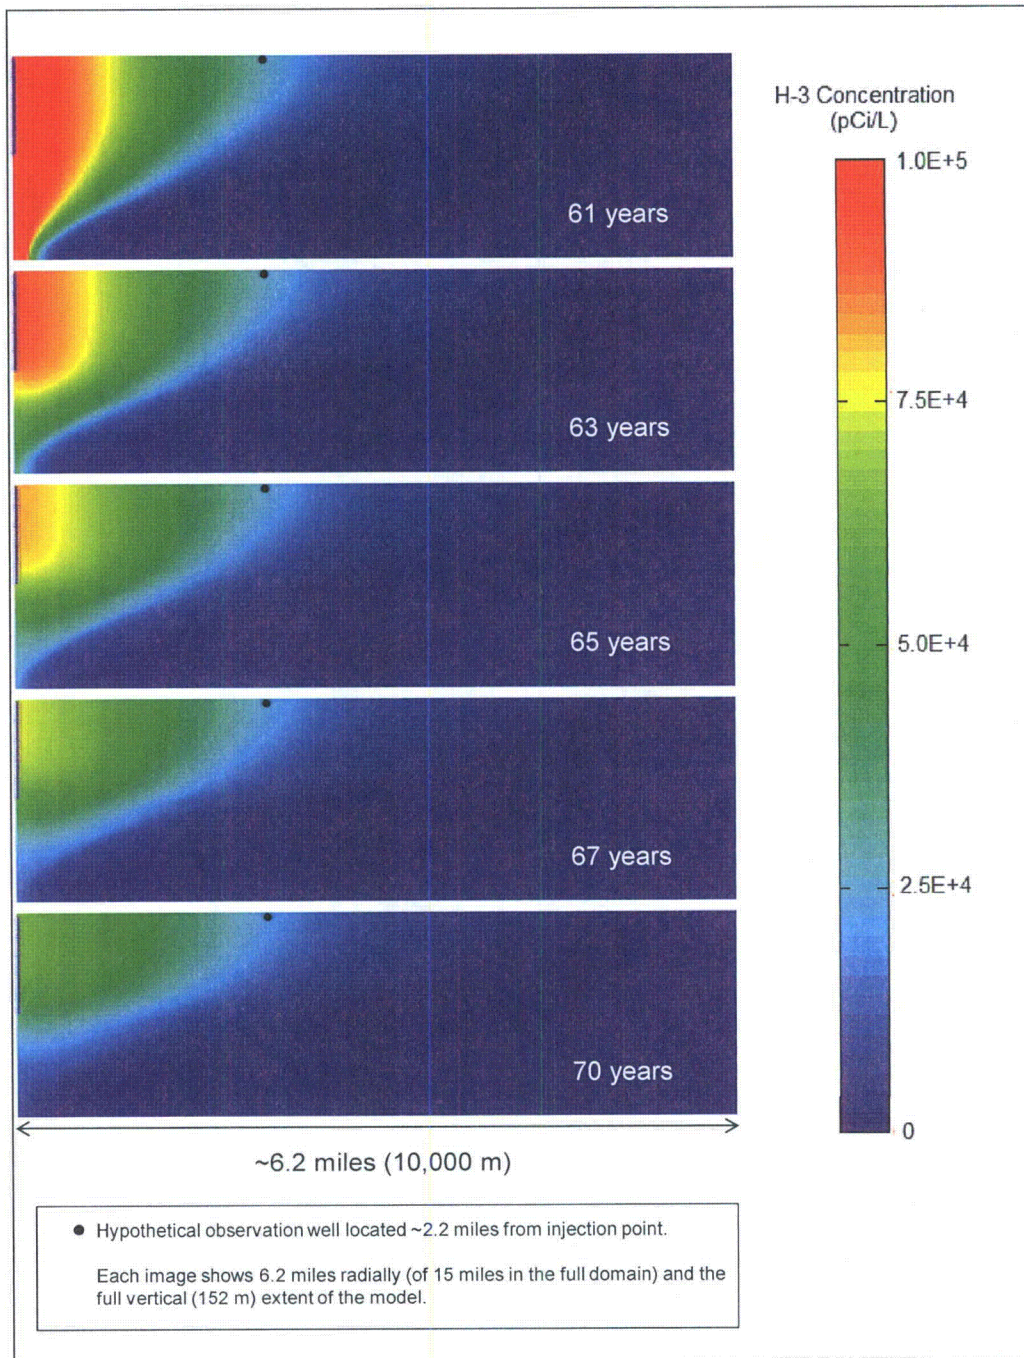 H-3 Concentration
(pCi/L)
1.0E+5
7.5E+4
5.0E+4
2.5E+4
0
61 years
63 years
65 years
67 years
70 years
~6.2 miles (10,000 m)
● Hypothetical observation well located ~2.2 miles from injection point.
Each image shows 6.2 miles radially (of 15 miles in the full domain) and the
full vertical (152 m) extent of the model.